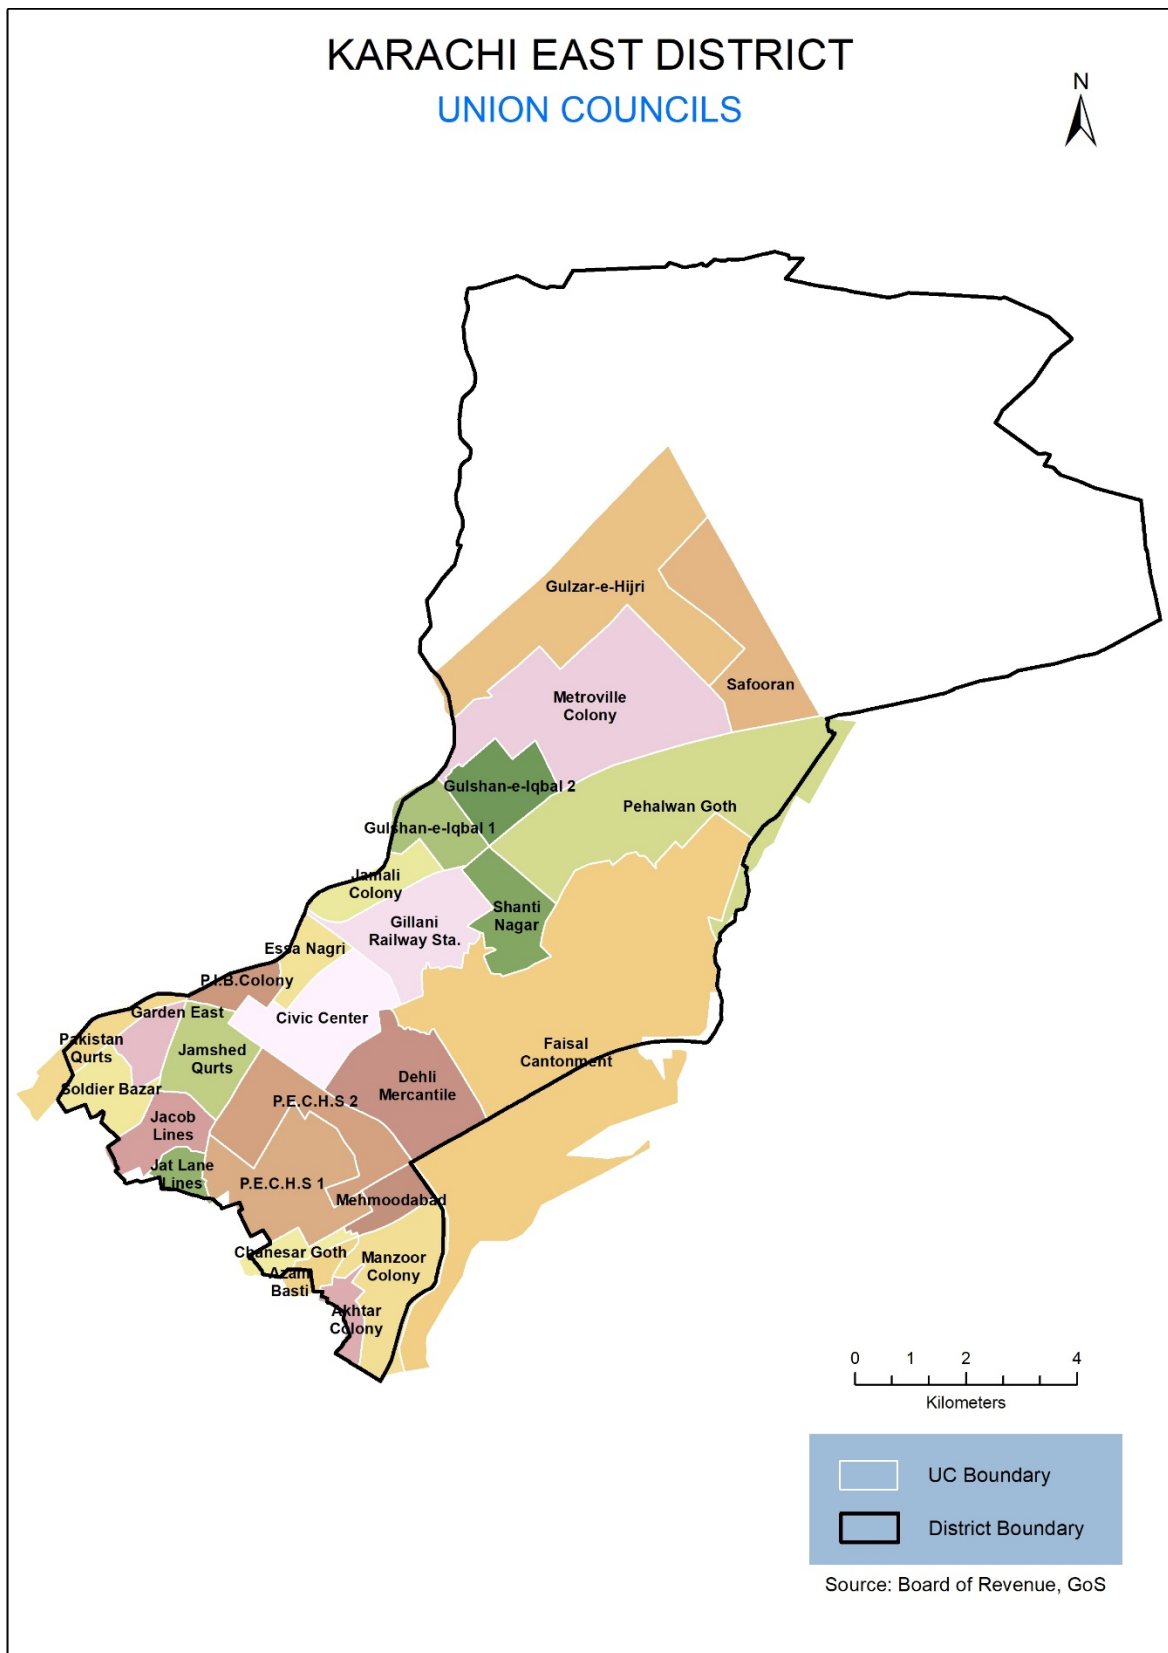 KARACHI EAST DISTRICT
UNION COUNCILS
N
Gulzar-e-Hijri
Safooran
Metroville
Colony
Gulshan-e-Iqbal 2
Pehalwan Goth
Gulshan-e-Iqbal 1
Jamali
Colony
Shanti
Nagar
Gillani
Railway Sta.
Essa Nagri
P.I.B.Colony
Garden East
Civic Center
Pakistan
Qurts
Jamshed
Qurts
Faisal
Cantonment
Soldier Bazar
Dehli
Mercantile
P.E.C.H.S 2
Jacob
Lines
Jat Lane
Lines
P.E.C.H.S 1
Mehmoodabad
Chanesar Goth
Manzoor
Colony
Azam
Basti
Akhtar
Colony
0 1 2 4
Kilometers
UC Boundary
District Boundary
Source: Board of Revenue, GoS